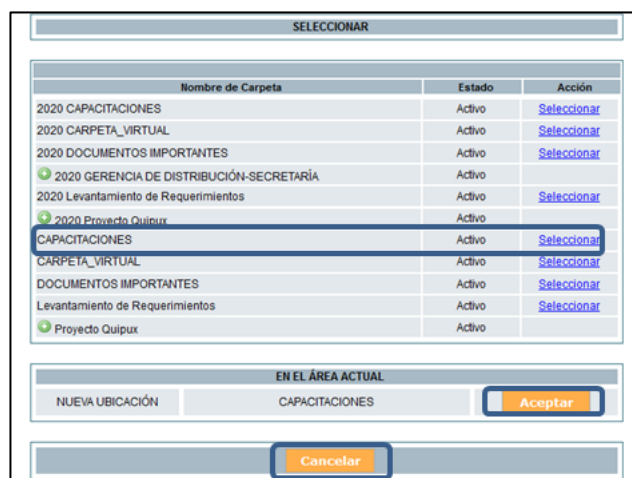 SELECCIONAR
Nombre de Carpeta Estado Acción
2020 CAPACITACIONES Activo Seleccionar
2020 CARPETA_VIRTUAL Activo Seleccionar
2020 DOCUMENTOS IMPORTANTES Activo Seleccionar
2020 GERENCIA DE DISTRIBUCIÓN-SECRETARÌA Activo
2020 Levantamiento de Requerimientos Activo Seleccionar
2020 Proyecto Quipux Activo
CAPACITACIONES Activo Seleccionar
CARPETA_VIRTUAL Activo Seleccionar
DOCUMENTOS IMPORTANTES Activo Seleccionar
Levantamiento de Requerimientos Activo Seleccionar
Proyecto Quipux Activo
EN EL ÁREA ACTUAL
NUEVA UBICACIÓN CAPACITACIONES Aceptar
Cancelar